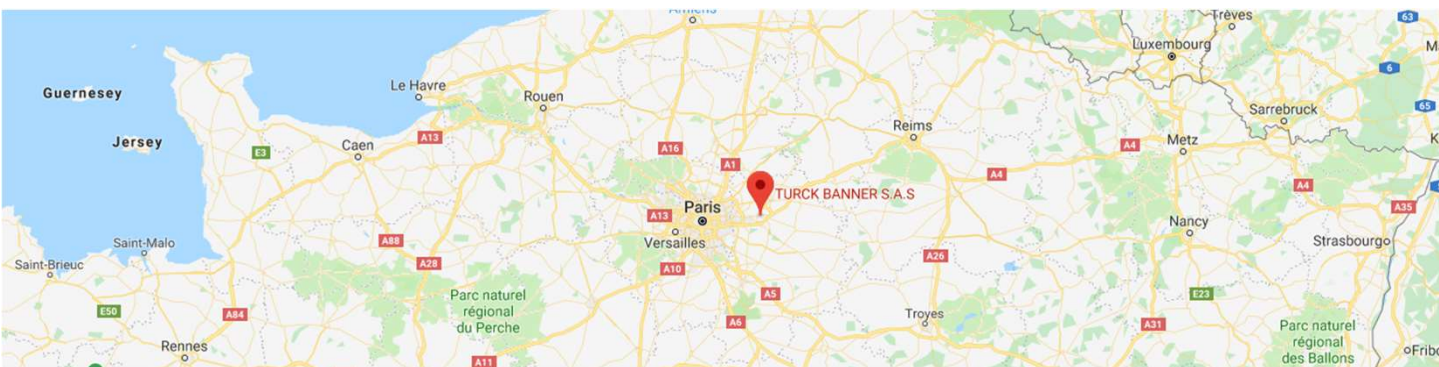 Amiens
Trèves
63
Luxembourg
6
Le Havre
Guernesey
Rouen
65
Sarrebruck
Reims
A13
Jersey
Metz
A4
Caen
E3
A16
A1
A4
A4
TURCK BANNER S.A.S
Paris
A35
A13
Nancy
Versailles
Strasbourg
A88
Saint-Malo
Saint-Brieuc
A28
A10
A26
A5
E23
Parc naturel
régional
du Perche
E50
A84
Troyes
A6
A31
Parc naturel
régional
des Ballons
Rennes
A11